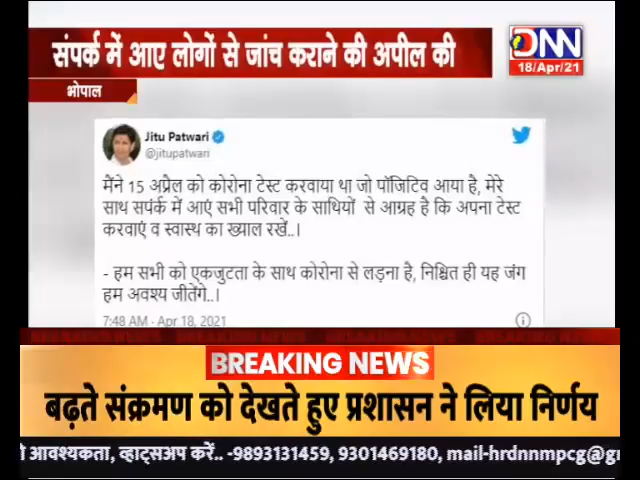 संपर्क में आए लोगों से जांच कराने की अपील की
DNN
18/Apr/21
भोपाल
Jitu Patwari
@jitupatwari
मैंने 15 अप्रैल को कोरोना टेस्ट करवाया था जो पॉजिटिव आया है, मेरे
साथ सपंर्क में आएं सभी परिवार के साथियों से आग्रह है कि अपना टेस्ट
करवाएं व स्वास्थ का ख्याल रखें..।
- हम सभी को एकजुटता के साथ कोरोना से लड़ना है, निश्चित ही यह जंग
हम अवश्य जीतेंगे..।
7:48 AM - Apr 18, 2021
BREAKING NEWS
बढ़ते संक्रमण को देखते हुए प्रशासन ने लिया निर्णय
आवश्यकता, व्हाट्सअप करें.. -9893131459, 9301469180, mail-hrdnnmpcg@g